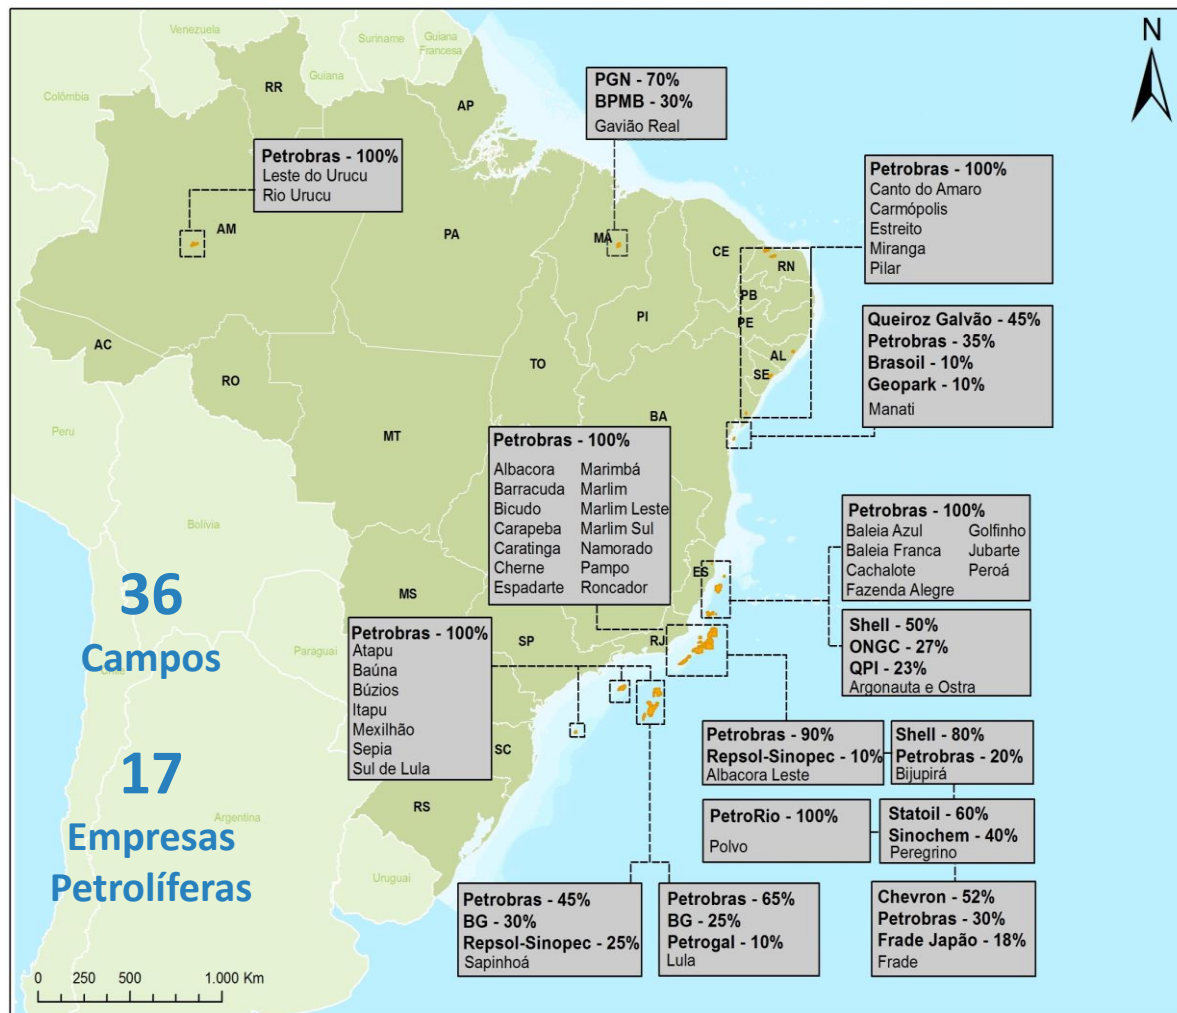 Venezuela
Suriname
Guiana
Francesa
Guiana
Colômbia
N
RR
AP
PGN - 70%
BPMB - 30%
Gavião Real
Petrobras - 100%
Leste do Urucu
Rio Urucu
Petrobras - 100%
Canto do Amaro
Carmópolis
Estreito
Miranga
Pilar
AM
PA
MA
CE
RN
PB
PE
PI
AL
SE
AC
RO
TO
BA
MT
Queiroz Galvão - 45%
Petrobras - 35%
Brasoil - 10%
Geopark - 10%
Manati
Peru
Bolívia
Petrobras - 100%
Albacora Marimbá
Barracuda Marlim
Bicudo Marlim Leste
Carapeba Marlim Sul
Caratinga Namorado
Cherne Pampo
Espadarte Roncador
Petrobras - 100%
Baleia Azul Golfinho
Baleia Franca Jubarte
Cachalote Peroá
Fazenda Alegre
ES
MS
36
Campos
Paraguai
SP
RJ
Shell - 50%
ONGC - 27%
QPI - 23%
Argonauta e Ostra
Petrobras - 100%
Atapu
Baúna
Búzios
Itapu
Mexilhão
Sepia
Sul de Lula
SC
RS
Petrobras - 90%
Repsol-Sinopec - 10%
Albacora Leste
Shell - 80%
Petrobras - 20%
Bijupirá
17
Empresas
Petrolíferas
Argentina
Uruguai
PetroRio - 100%
Polvo
Statoil - 60%
Sinochem - 40%
Peregrino
Petrobras - 45%
BG - 30%
Repsol-Sinopec - 25%
Sapinhoá
Petrobras - 65%
BG - 25%
Petrogal - 10%
Lula
Chevron - 52%
Petrobras - 30%
Frade Japão - 18%
Frade
0 250 500 1.000 Km